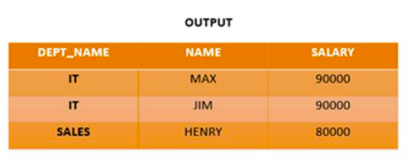 OUTPUT
DEPT_NAME NAME SALARY
IT MAX 90000
IT JIM 90000
SALES HENRY 80000